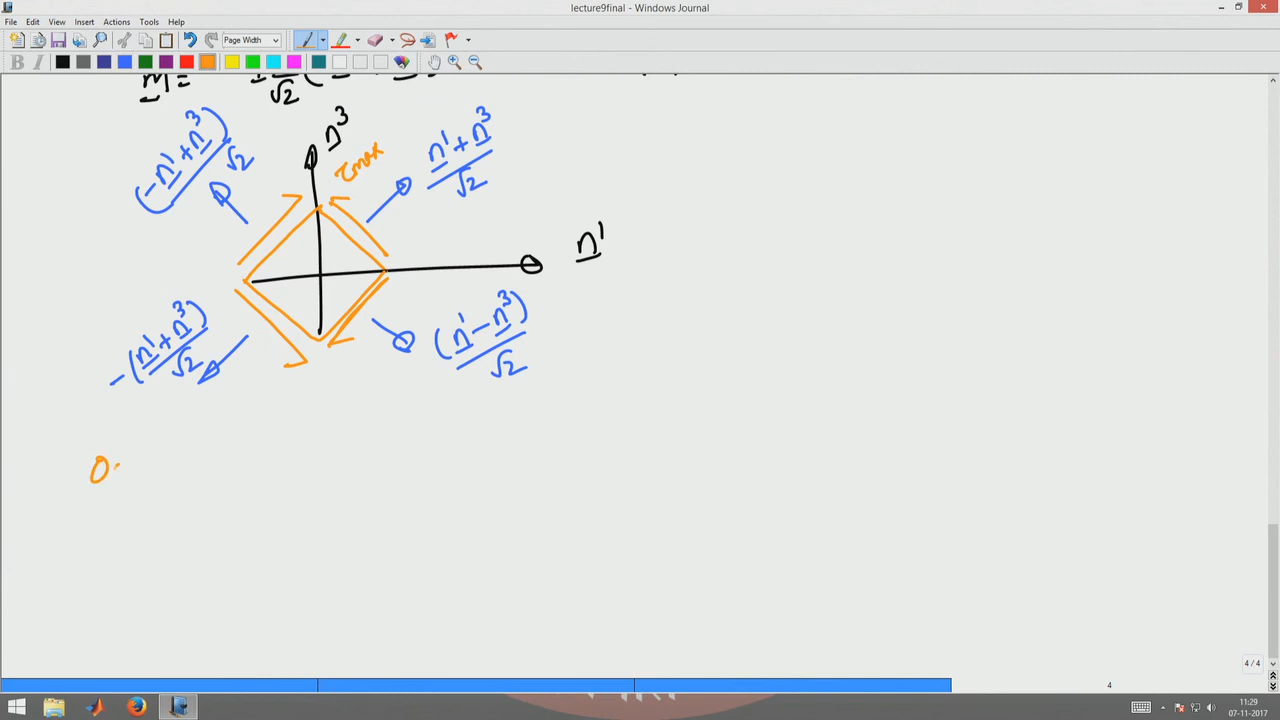 lecture9final - Windows Journal
File Edit View Insert Actions Tools Help
Page Width
B I
m =
√2
n³
τmax
(-n¹+n³)
√2
n¹+n³
√2
n¹
-(n¹+n³)
√2
(n¹-n³)
√2
4 / 4
4
11:29
07-11-2017